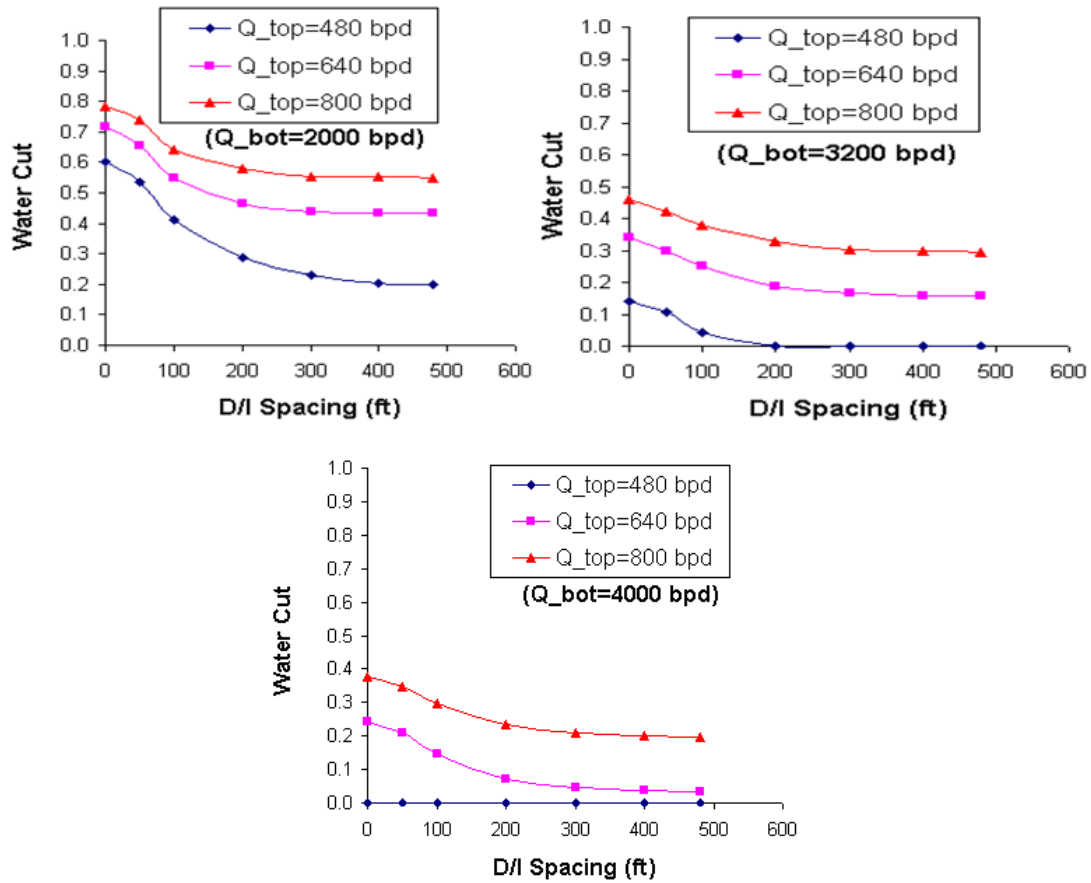 Q_top=480 bpd
Q_top=640 bpd
Q_top=800 bpd
(Q_bot=2000 bpd)
1.0
0.9
0.8
0.7
0.6
0.5
0.4
0.3
0.2
0.1
0.0
Water Cut
0 100 200 300 400 500 600
D/I Spacing (ft)
Q_top=480 bpd
Q_top=640 bpd
Q_top=800 bpd
(Q_bot=3200 bpd)
1.0
0.9
0.8
0.7
0.6
0.5
0.4
0.3
0.2
0.1
0.0
Water Cut
0 100 200 300 400 500 600
D/I Spacing (ft)
Q_top=480 bpd
Q_top=640 bpd
Q_top=800 bpd
(Q_bot=4000 bpd)
1.0
0.9
0.8
0.7
0.6
0.5
0.4
0.3
0.2
0.1
0.0
Water Cut
0 100 200 300 400 500 600
D/I Spacing (ft)